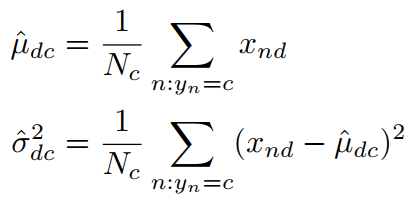 $\hat{\mu}_{dc} = \frac{1}{N_c} \sum_{n:y_n=c} x_{nd}$
$\hat{\sigma}^2_{dc} = \frac{1}{N_c} \sum_{n:y_n=c} (x_{nd} - \hat{\mu}_{dc})^2$